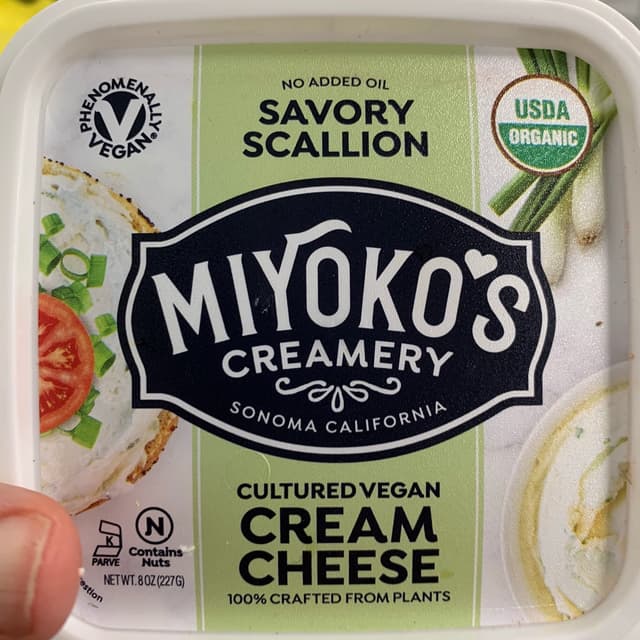 PHENOMENALLY
V
VEGAN
NO ADDED OIL
SAVORY
SCALLION
USDA
ORGANIC
MIYOKO'S
CREAMERY
SONOMA CALIFORNIA
CULTURED VEGAN
CREAM
CHEESE
100% CRAFTED FROM PLANTS
K
PARVE
N
Contains
Nuts
NET WT. 8 OZ (227G)